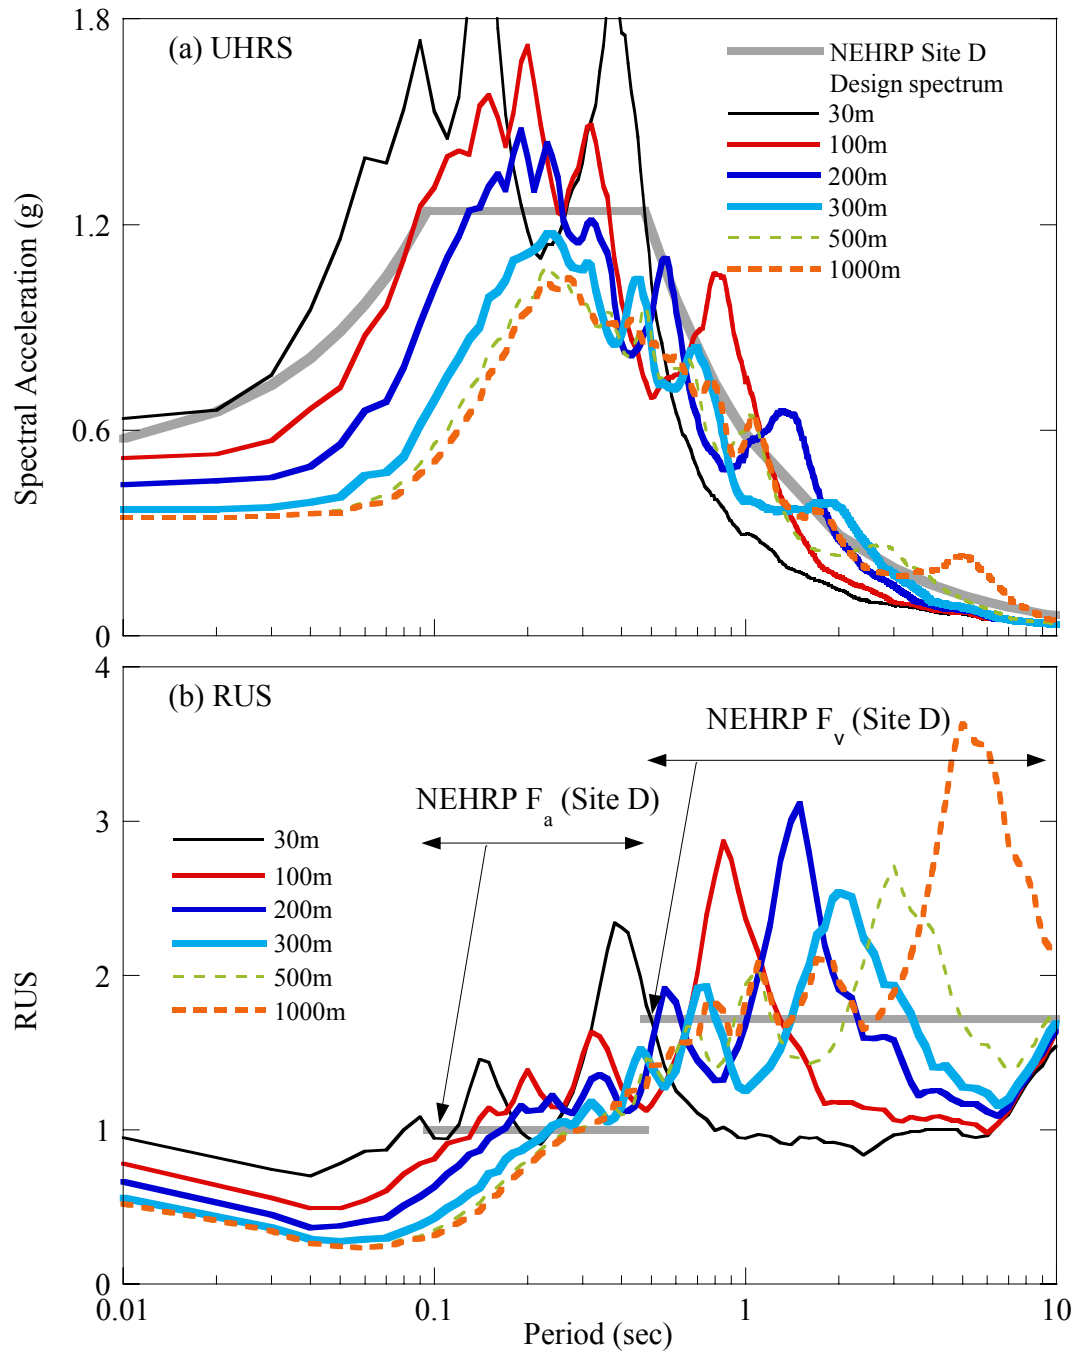 1.8
(a) UHRS
NEHRP Site D
Design spectrum
30m
100m
200m
300m
500m
1000m
1.2
0.6
0
Spectral Acceleration (g)
4
(b) RUS
NEHRP Fv (Site D)
NEHRP Fa (Site D)
3
30m
100m
200m
300m
500m
1000m
2
1
0
RUS
0.01
0.1
1
10
Period (sec)